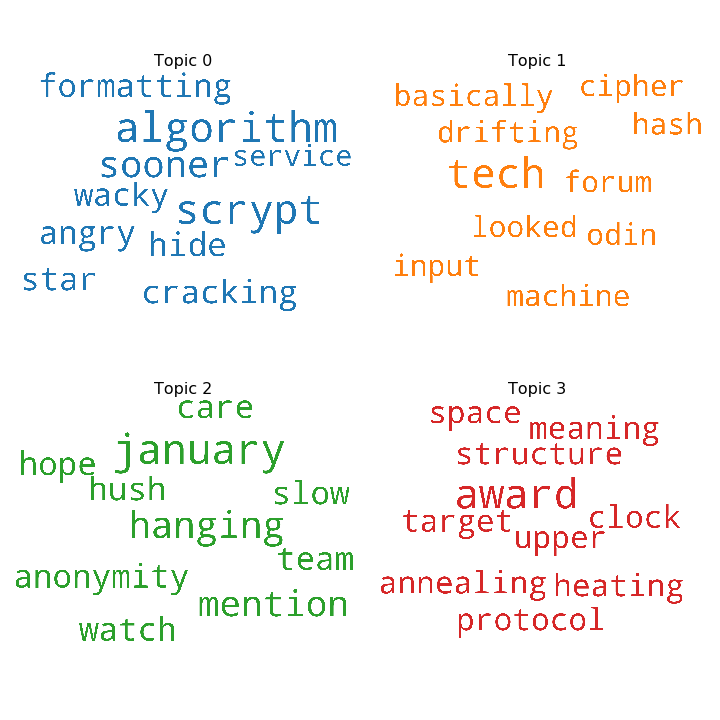 Topic 0
formatting
algorithm
sooner service
wacky scrypt
angry hide
star cracking
Topic 1
basically cipher
drifting hash
tech forum
looked odin
input
machine
Topic 2
care
january
hope
hush slow
hanging
team
anonymity
mention
watch
Topic 3
space meaning
structure
award
target clock
upper
annealing heating
protocol